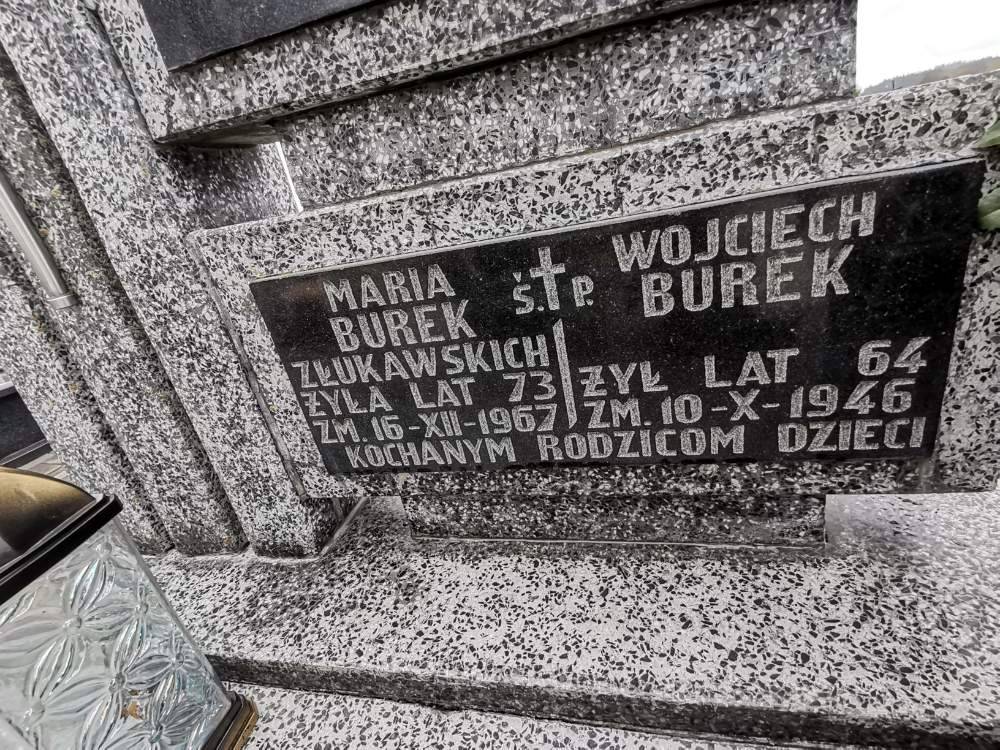 Ś. P.
MARIA
BUREK
ZŁUKAWSKICH
ŻYŁA LAT 73
ZM. 16-XII-1967
WOJCIECH
BUREK
ŻYŁ LAT 64
ZM. 10-X-1946
KOCHANYM RODZICOM DZIECI